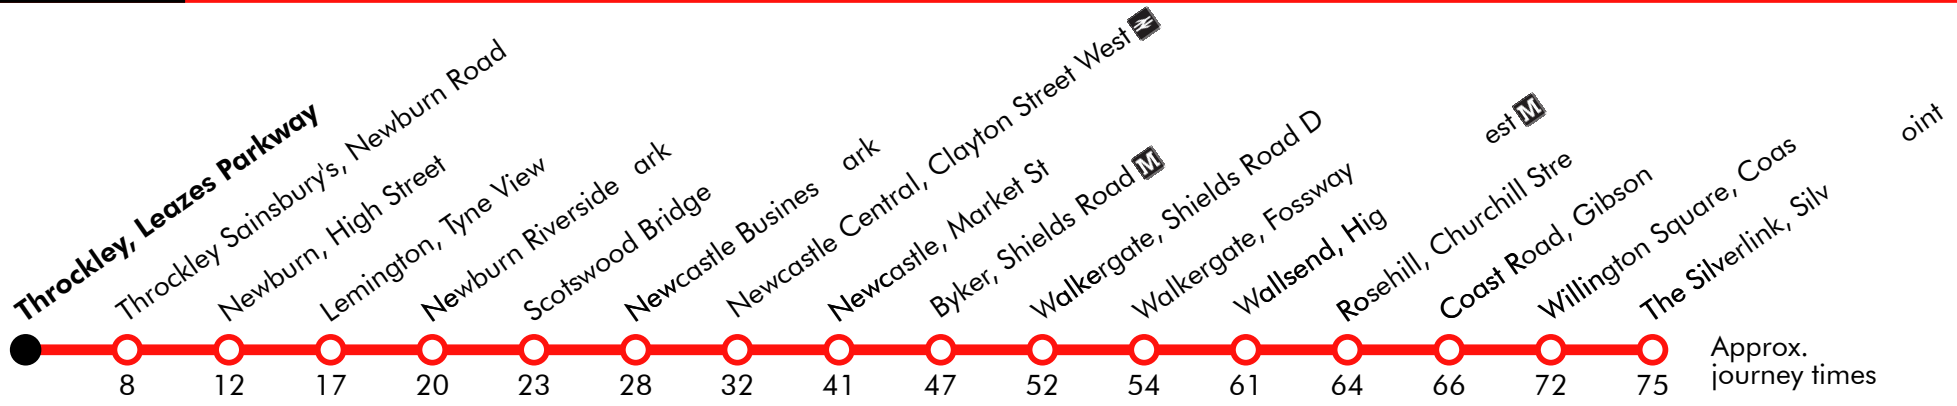 Throckley, Leazes Parkway
Throckley Sainsbury's, Newburn Road
Newburn, High Street
Lemington, Tyne View
Newburn Riverside ark
Scotswood Bridge
Newcastle Busines ark
Newcastle Central, Clayton Street West
Newcastle, Market St
Byker, Shields Road M
Walkergate, Shields Road D
Walkergate, Fossway
Wallsend, Hig est M
Rosehill, Churchill Stre
Coast Road, Gibson
Willington Square, Coas
The Silverlink, Silv oint
8 12 17 20 23 28 32 41 47 52 54 61 64 66 72 75
Approx.
journey times